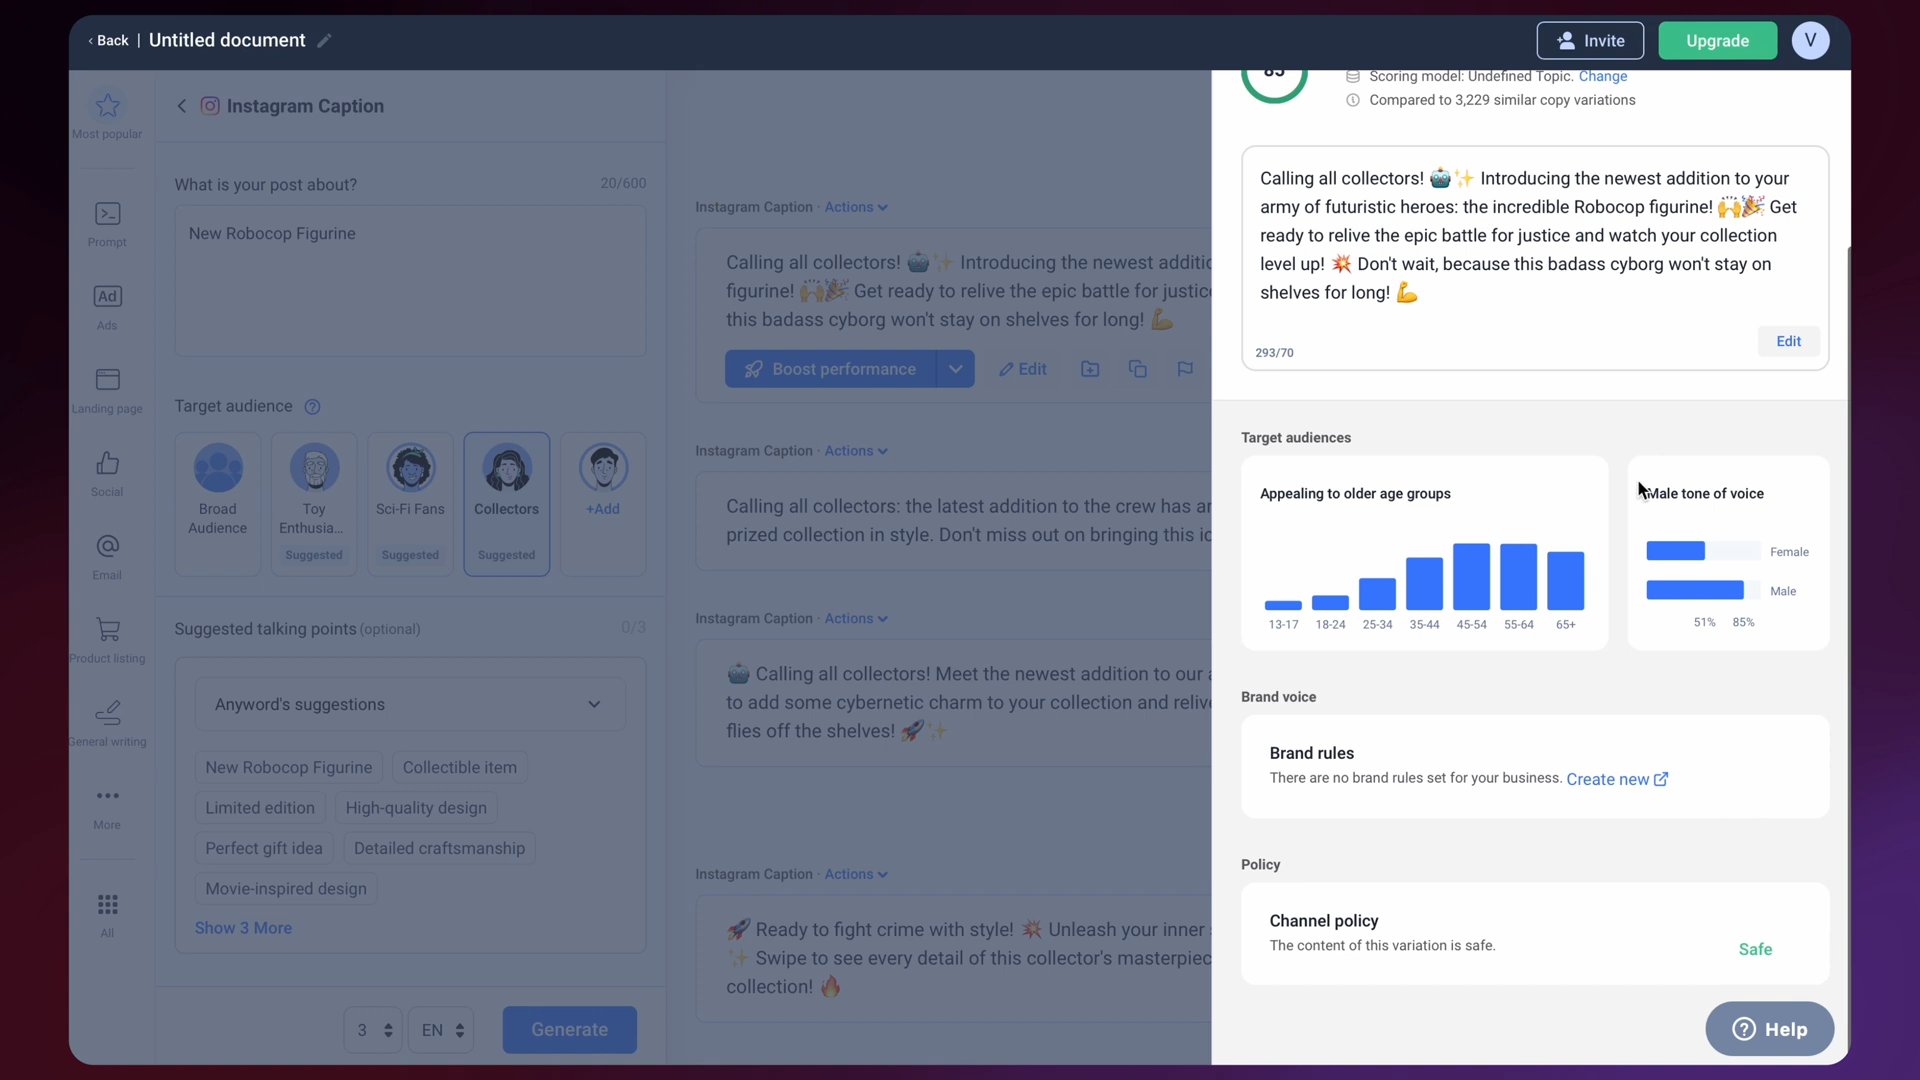 ‹ Back | Untitled document
Invite
Upgrade
V
Most popular
Prompt
Ad
Ads
Landing page
Social
Email
Product listing
General writing
More
All
Instagram Caption
What is your post about?
20/600
New Robocop Figurine
Target audience
Broad
Audience
Toy
Enthusia...
Suggested
Sci-Fi Fans
Suggested
Collectors
Suggested
+Add
Suggested talking points (optional)
0/3
Anyword's suggestions
New Robocop Figurine
Collectible item
Limited edition
High-quality design
Perfect gift idea
Detailed craftsmanship
Movie-inspired design
Show 3 More
3
EN
Generate
Instagram Caption · Actions
Calling all collectors! 🤖✨ Introducing the newest additic
figurine! 🙌🎉 Get ready to relive the epic battle for justice
this badass cyborg won't stay on shelves for long! 💪
Boost performance
Edit
Instagram Caption · Actions
Calling all collectors: the latest addition to the crew has ar
prized collection in style. Don't miss out on bringing this ic
Instagram Caption · Actions
🤖 Calling all collectors! Meet the newest addition to our a
to add some cybernetic charm to your collection and relive
flies off the shelves! 🚀✨
Instagram Caption · Actions
🚀 Ready to fight crime with style! 💥 Unleash your inner
✨ Swipe to see every detail of this collector's masterpiec
collection! 🔥
Scoring model: Undefined Topic. Change
Compared to 3,229 similar copy variations
Calling all collectors! 🤖✨ Introducing the newest addition to your
army of futuristic heroes: the incredible Robocop figurine! 🙌🎉 Get
ready to relive the epic battle for justice and watch your collection
level up! 💥 Don't wait, because this badass cyborg won't stay on
shelves for long! 💪
293/70
Edit
Target audiences
Appealing to older age groups
13-17 18-24 25-34 35-44 45-54 55-64 65+
Male tone of voice
Female
Male
51% 85%
Brand voice
Brand rules
There are no brand rules set for your business. Create new
Policy
Channel policy
The content of this variation is safe.
Safe
Help